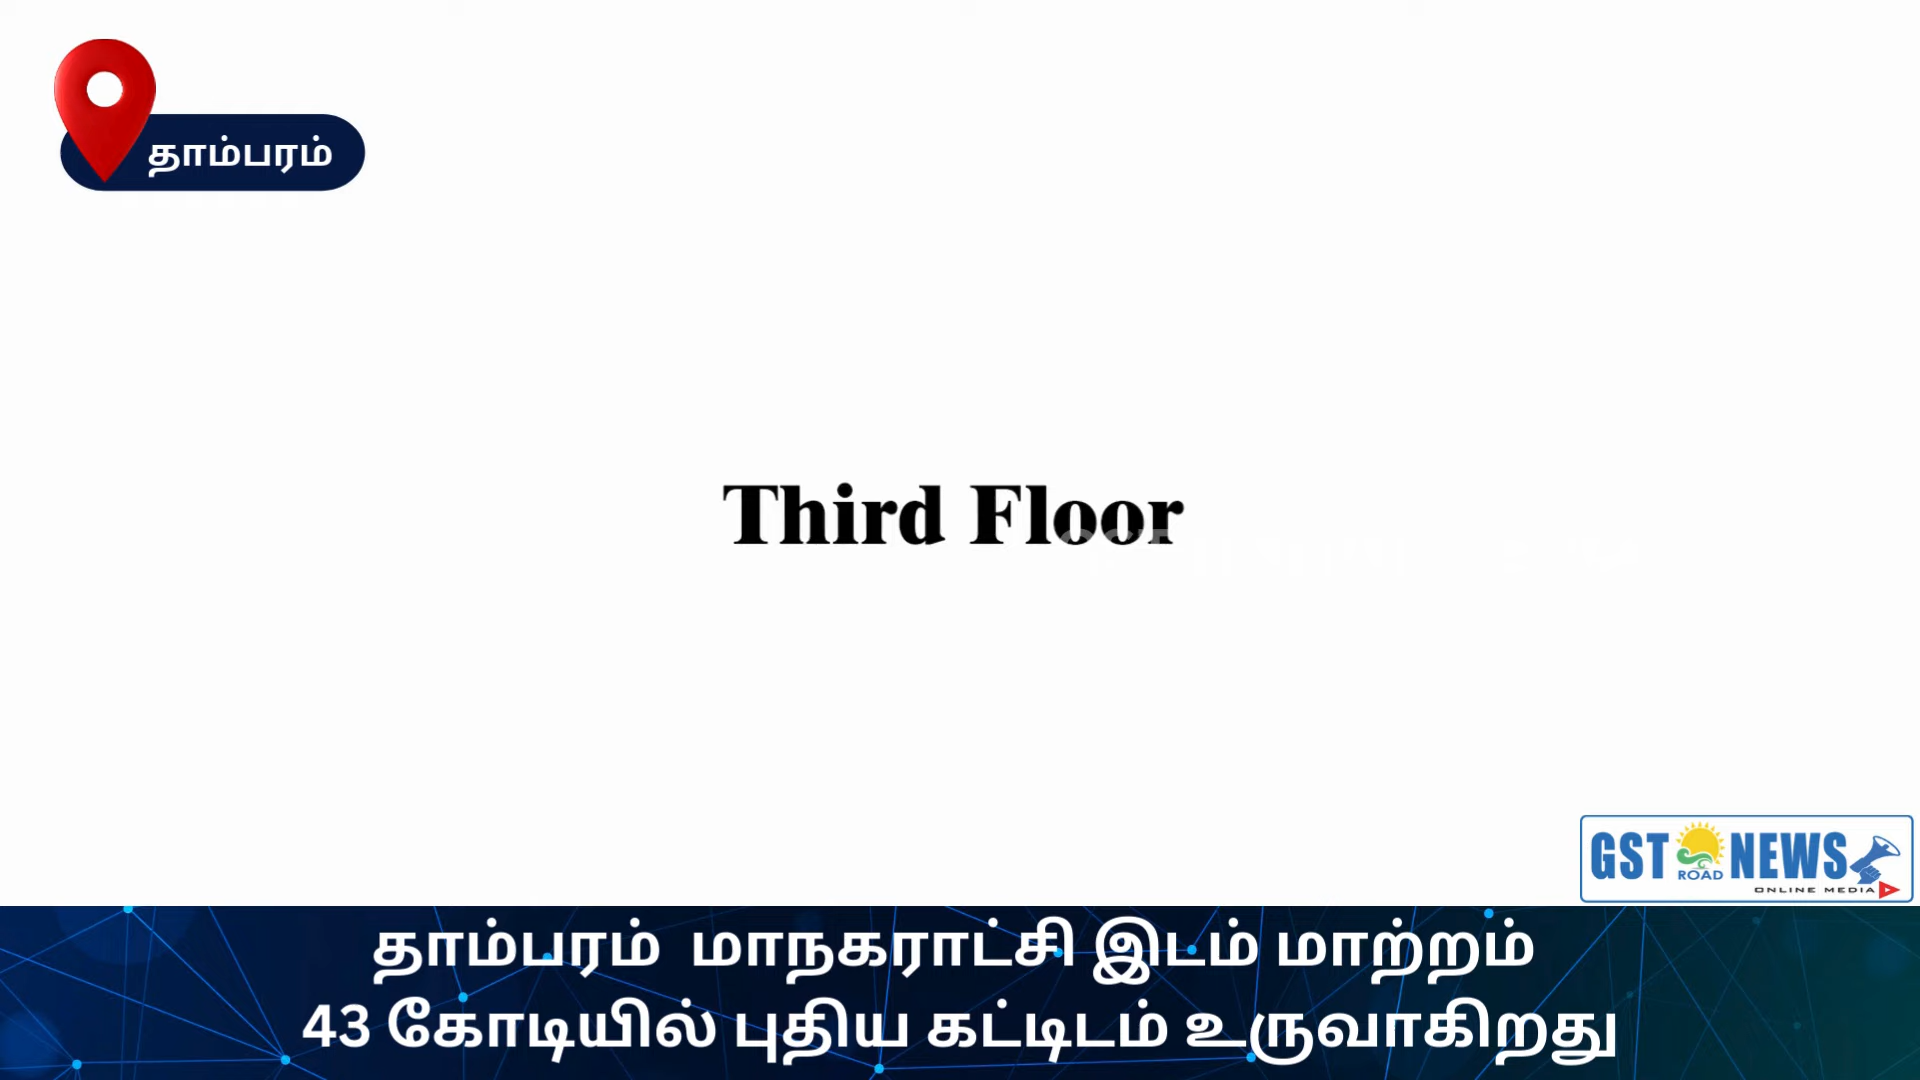 தாம்பரம்
Third Floor
GST ROAD NEWS
ONLINE MEDIA
தாம்பரம் மாநகராட்சி இடம் மாற்றம்
43 கோடியில் புதிய கட்டிடம் உருவாகிறது